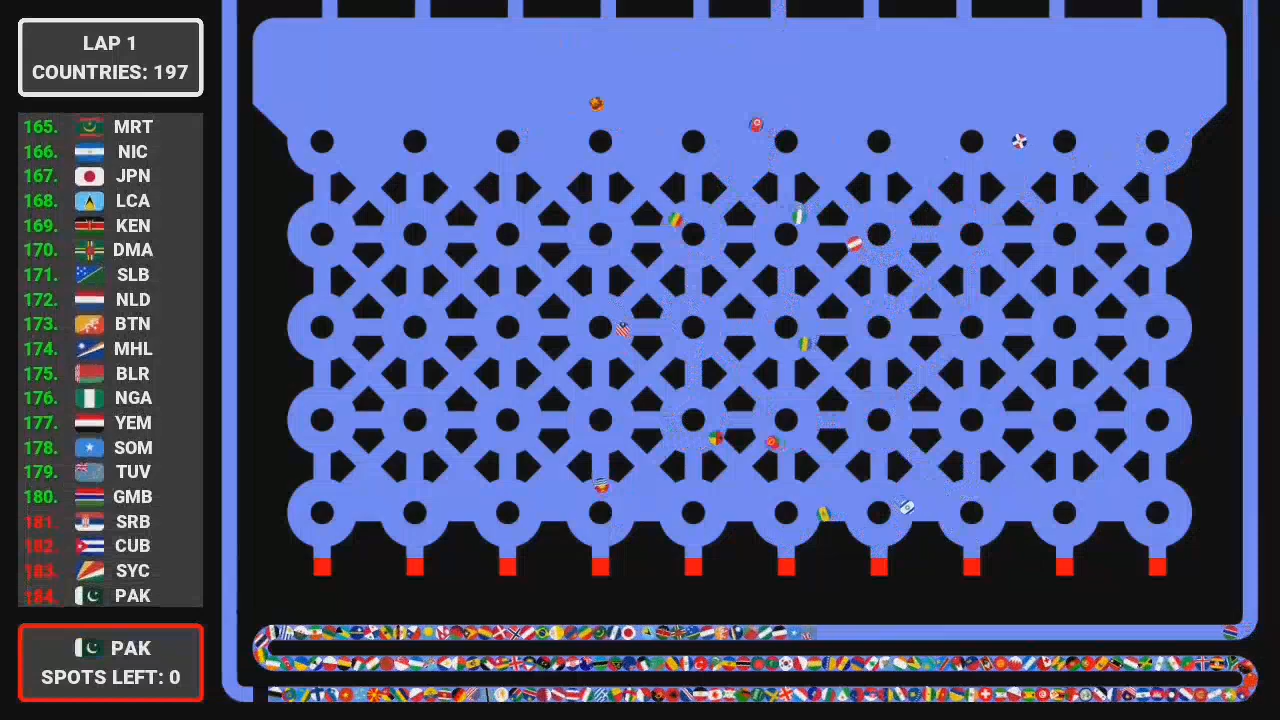 LAP 1
COUNTRIES: 197
165. MRT
166. NIC
167. JPN
168. LCA
169. KEN
170. DMA
171. SLB
172. NLD
173. BTN
174. MHL
175. BLR
176. NGA
177. YEM
178. SOM
179. TUV
180. GMB
181. SRB
182. CUB
183. SYC
184. PAK
PAK
SPOTS LEFT: 0